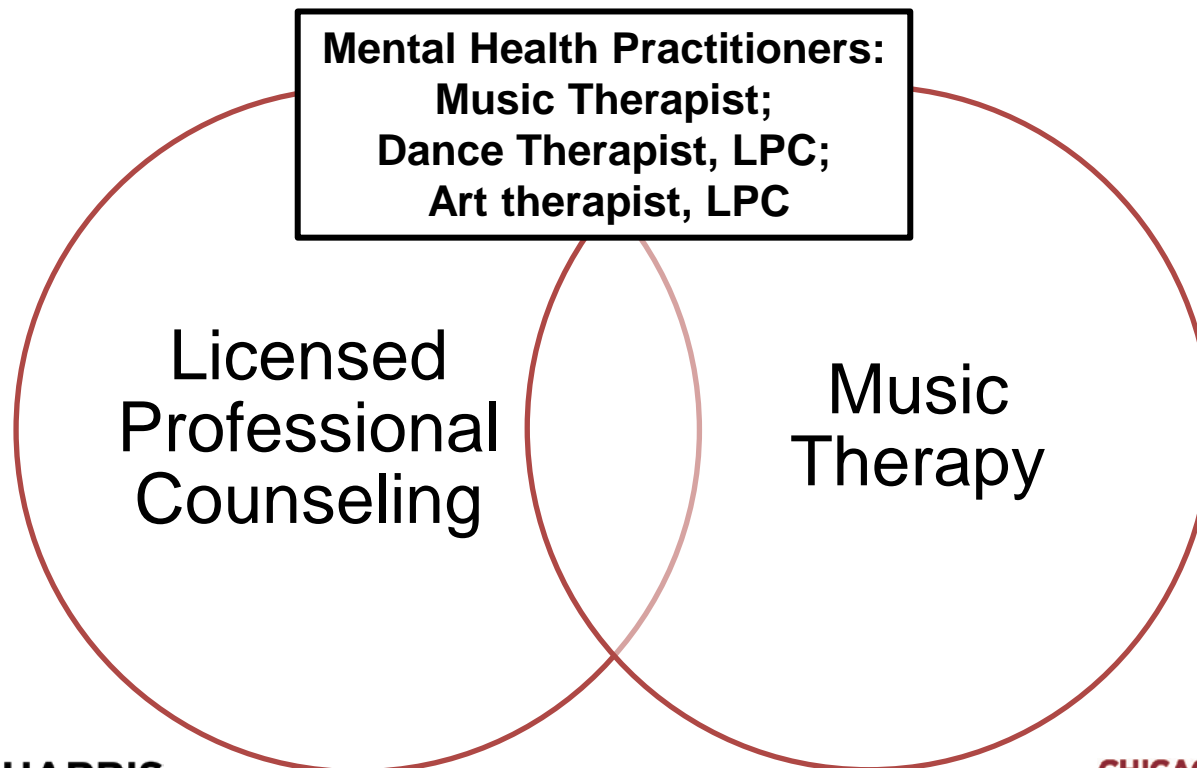 Mental Health Practitioners:
Music Therapist;
Dance Therapist, LPC;
Art therapist, LPC
Licensed
Professional
Counseling
Music
Therapy